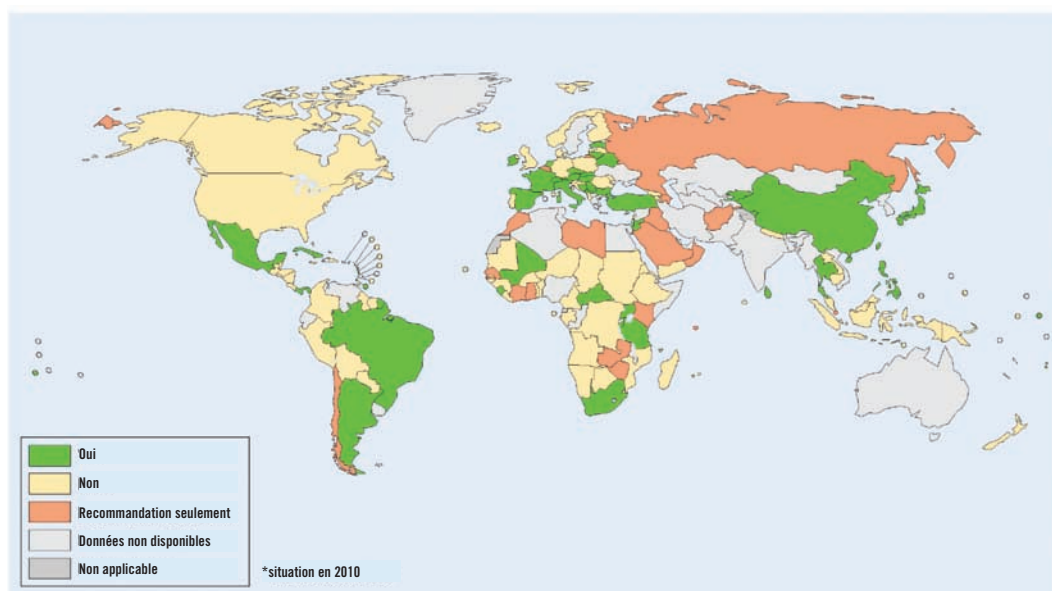 Oui
Non
Recommandation seulement
Données non disponibles
Non applicable
*situation en 2010